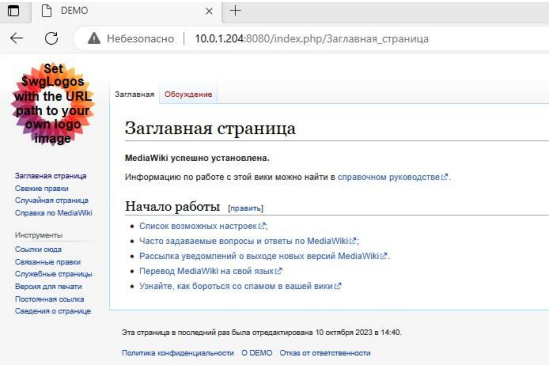 DEMO
Небезопасно
10.0.1.204:8080/index.php/Заглавная_страница
Set
$wgLogos
with the URL
path to your
own logo
image
Заглавная страница
Свежие правки
Случайная страница
Справка по MediaWiki
Инструменты
Ссылки сюда
Связанные правки
Служебные страницы
Версия для печати
Постоянная ссылка
Сведения о странице
Заглавная Обсуждение
Заглавная страница
MediaWiki успешно установлена.
Информацию по работе с этой вики можно найти в справочном руководстве.
Начало работы [править]
Список возможных настроек;
Часто задаваемые вопросы и ответы по MediaWiki;
Рассылка уведомлений о выходе новых версий MediaWiki.
Перевод MediaWiki на свой язык
Узнайте, как бороться со спамом в вашей вики
Эта страница в последний раз была отредактирована 10 октября 2023 в 14:40.
Политика конфиденциальности О DEMO Отказ от ответственности